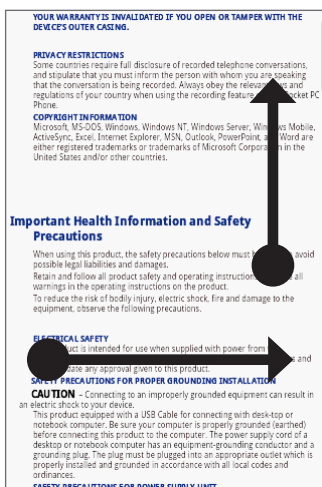 YOUR WARRANTY IS INVALIDATED IF YOU OPEN OR TAMPER WITH THE
DEVICE'S OUTER CASING.
PRIVACY RESTRICTIONS
Some countries require full disclosure of recorded telephone conversations,
and stipulate that you must inform the person with whom you are speaking
that the conversation is being recorded. Always obey the relevant and
regulations of your country when using the recording feature PC
Phone.
COPYRIGHT INFORMATION
Microsoft, MS-DOS, Windows, Windows NT, Windows Server, Mobile,
ActiveSync, Excel, Internet Explorer, MSN, Outlook, PowerPoint, Word are
either registered trademarks or trademarks of Microsoft in the
United States and/or other countries.
Important Health Information and Safety
Precautions
When using this product, the safety precautions below must avoid
possible legal liabilities and damages.
Retain and follow all product safety and operating all
warnings in the operating instructions on the product.
To reduce the risk of bodily injury, electric shock, fire and damage to the
equipment, observe the following precautions.
ELECTRICAL SAFETY
is intended for use when supplied with power from
and
any approval given to this product.
SAFETY PRECAUTIONS FOR PROPER GROUNDING INSTALLATION
CAUTION – Connecting to an improperly grounded equipment can result in
an electric shock to your device.
This product equipped with a USB Cable for connecting with desk-top or
notebook computer. Be sure your computer is properly grounded (earthed)
before connecting this product to the computer. The power supply cord of a
desktop or notebook computer has an equipment-grounding conductor and a
grounding plug. The plug must be plugged into an appropriate outlet which is
properly installed and grounded in accordance with all local codes and
ordinances.
SAFETY PRECAUTIONS FOR POWER SUPPLY UNIT